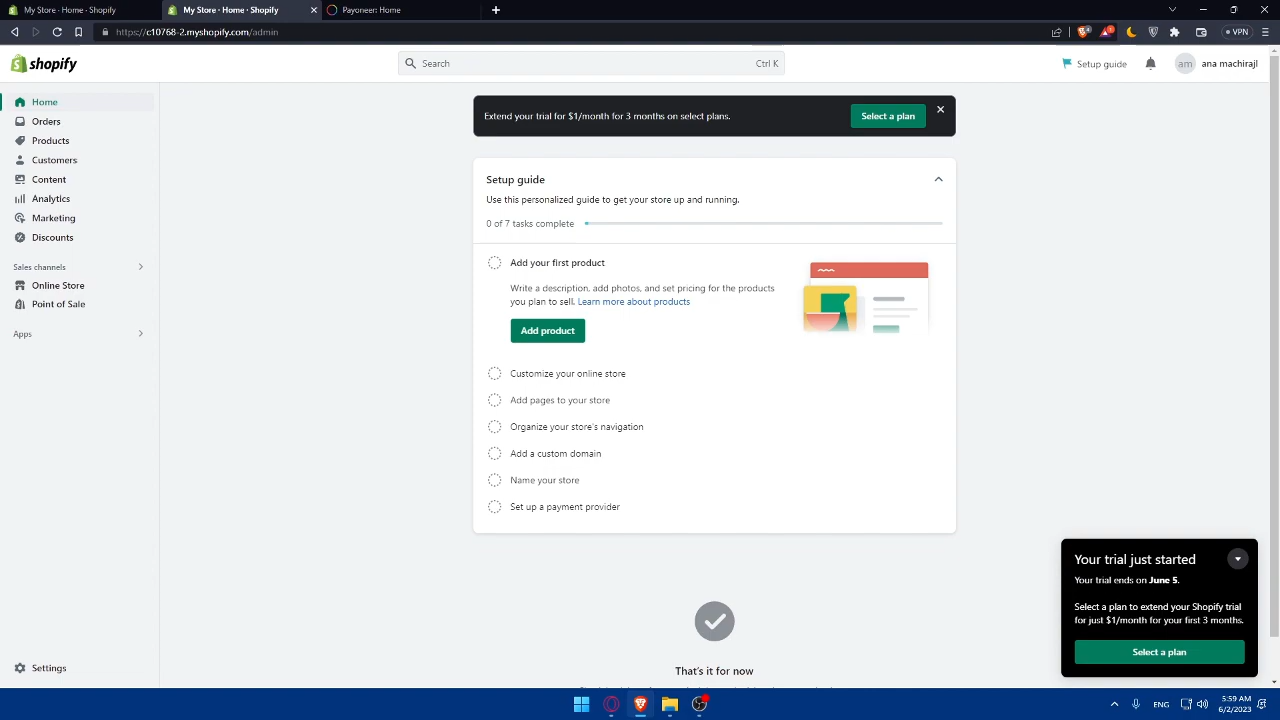 My Store · Home · Shopify
My Store · Home · Shopify
Payoneer: Home
https://c10768-2.myshopify.com/admin
VPN
shopify
Search
Ctrl K
Setup guide
am
ana machirajl
Home
Orders
Products
Customers
Content
Analytics
Marketing
Discounts
Sales channels
Online Store
Point of Sale
Apps
Settings
Extend your trial for $1/month for 3 months on select plans.
Select a plan
Setup guide
Use this personalized guide to get your store up and running.
0 of 7 tasks complete
Add your first product
Write a description, add photos, and set pricing for the products
you plan to sell. Learn more about products
Add product
Customize your online store
Add pages to your store
Organize your store's navigation
Add a custom domain
Name your store
Set up a payment provider
That's it for now
Your trial just started
Your trial ends on June 5.
Select a plan to extend your Shopify trial
for just $1/month for your first 3 months.
Select a plan
ENG
5:59 AM
6/2/2023